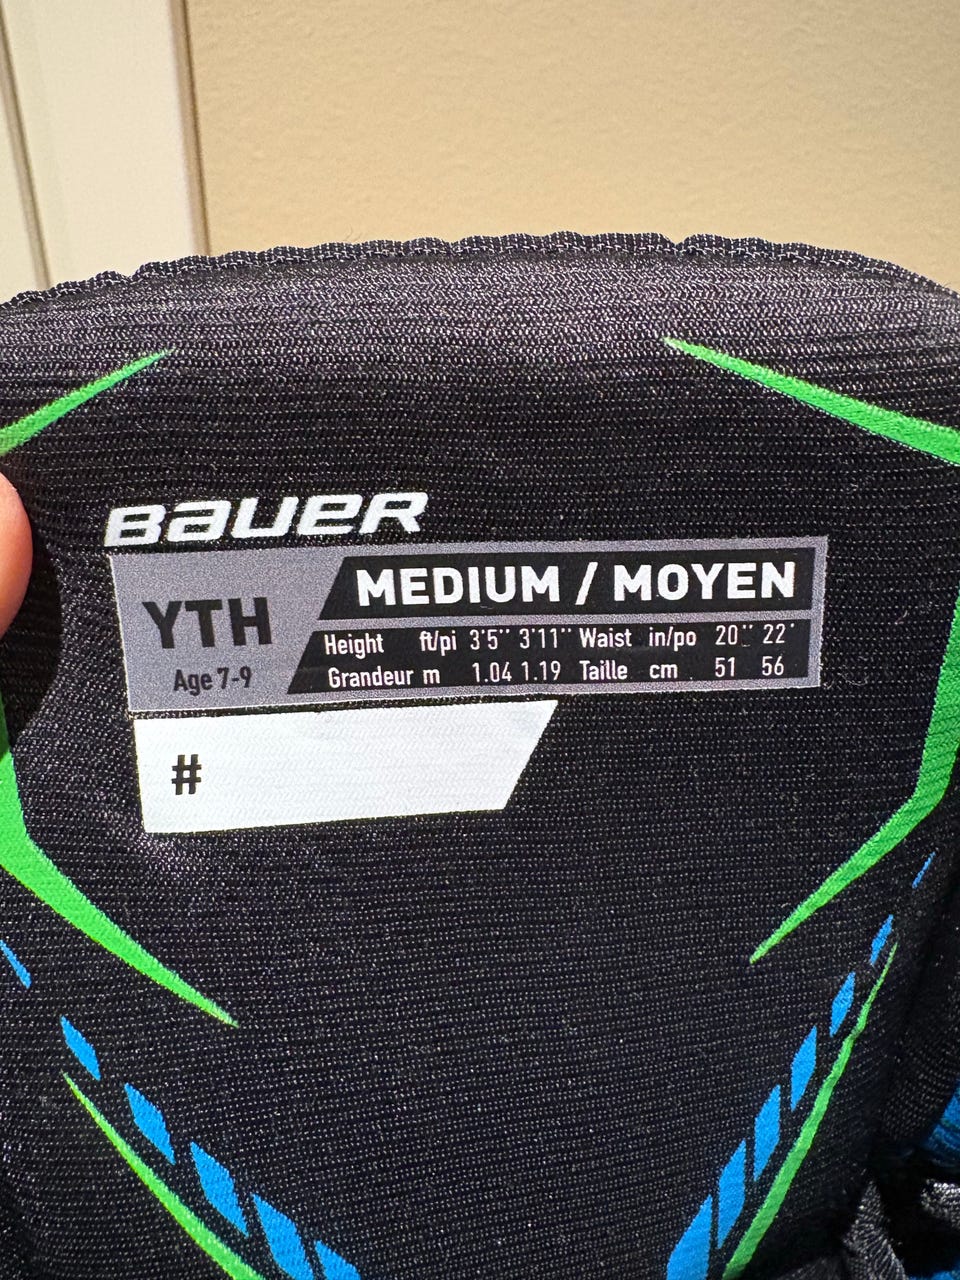 BAUER
YTH
Age 7-9
MEDIUM / MOYEN
Height ft/pi 3'5'' 3'11'' Waist in/po 20'' 22'
Grandeur m 1.04 1.19 Taille cm 51 56
#